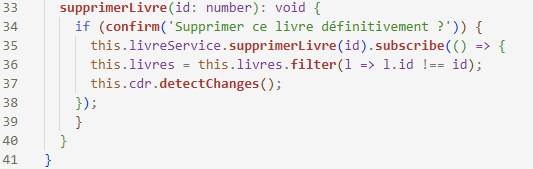 33 supprimerLivre(id: number): void {
34 if (confirm('Supprimer ce livre définitivement ?')) {
35 this.livreService.supprimerLivre(id).subscribe(() => {
36 this.livres = this.livres.filter(l => l.id !== id);
37 this.cdr.detectChanges();
38 });
39 }
40 }
41 }